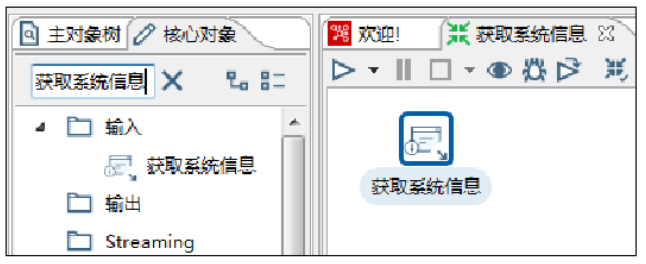 主对象树 核心对象
欢迎! 获取系统信息
获取系统信息
输入
获取系统信息
输出
Streaming
获取系统信息